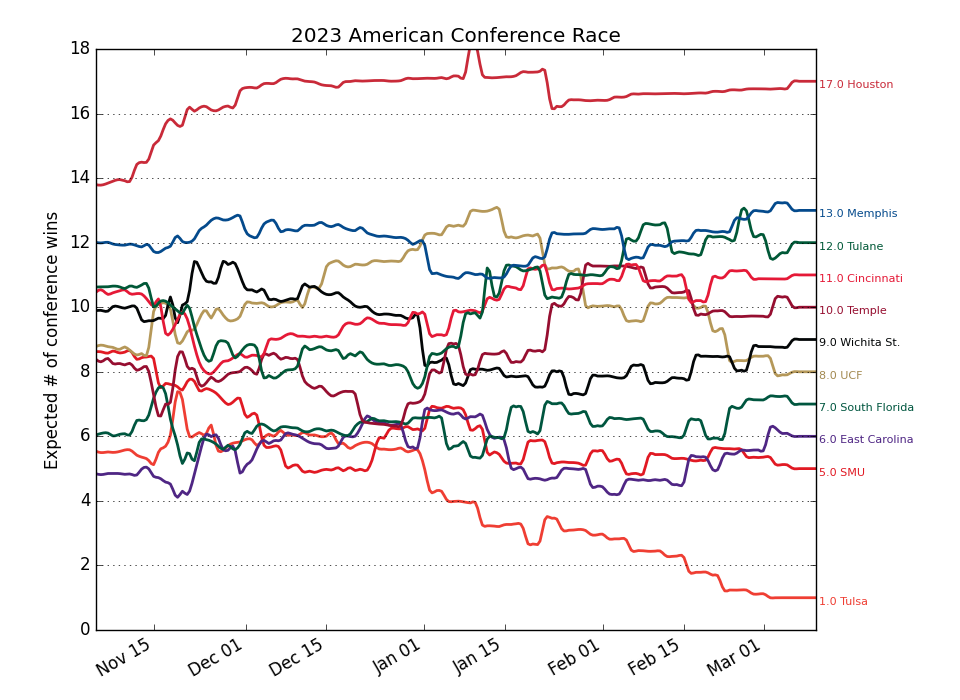 2023 American Conference Race
Expected # of conference wins
18
16
14
12
10
8
6
4
2
0
17.0 Houston
13.0 Memphis
12.0 Tulane
11.0 Cincinnati
10.0 Temple
9.0 Wichita St.
8.0 UCF
7.0 South Florida
6.0 East Carolina
5.0 SMU
1.0 Tulsa
Nov 15
Dec 01
Dec 15
Jan 01
Jan 15
Feb 01
Feb 15
Mar 01